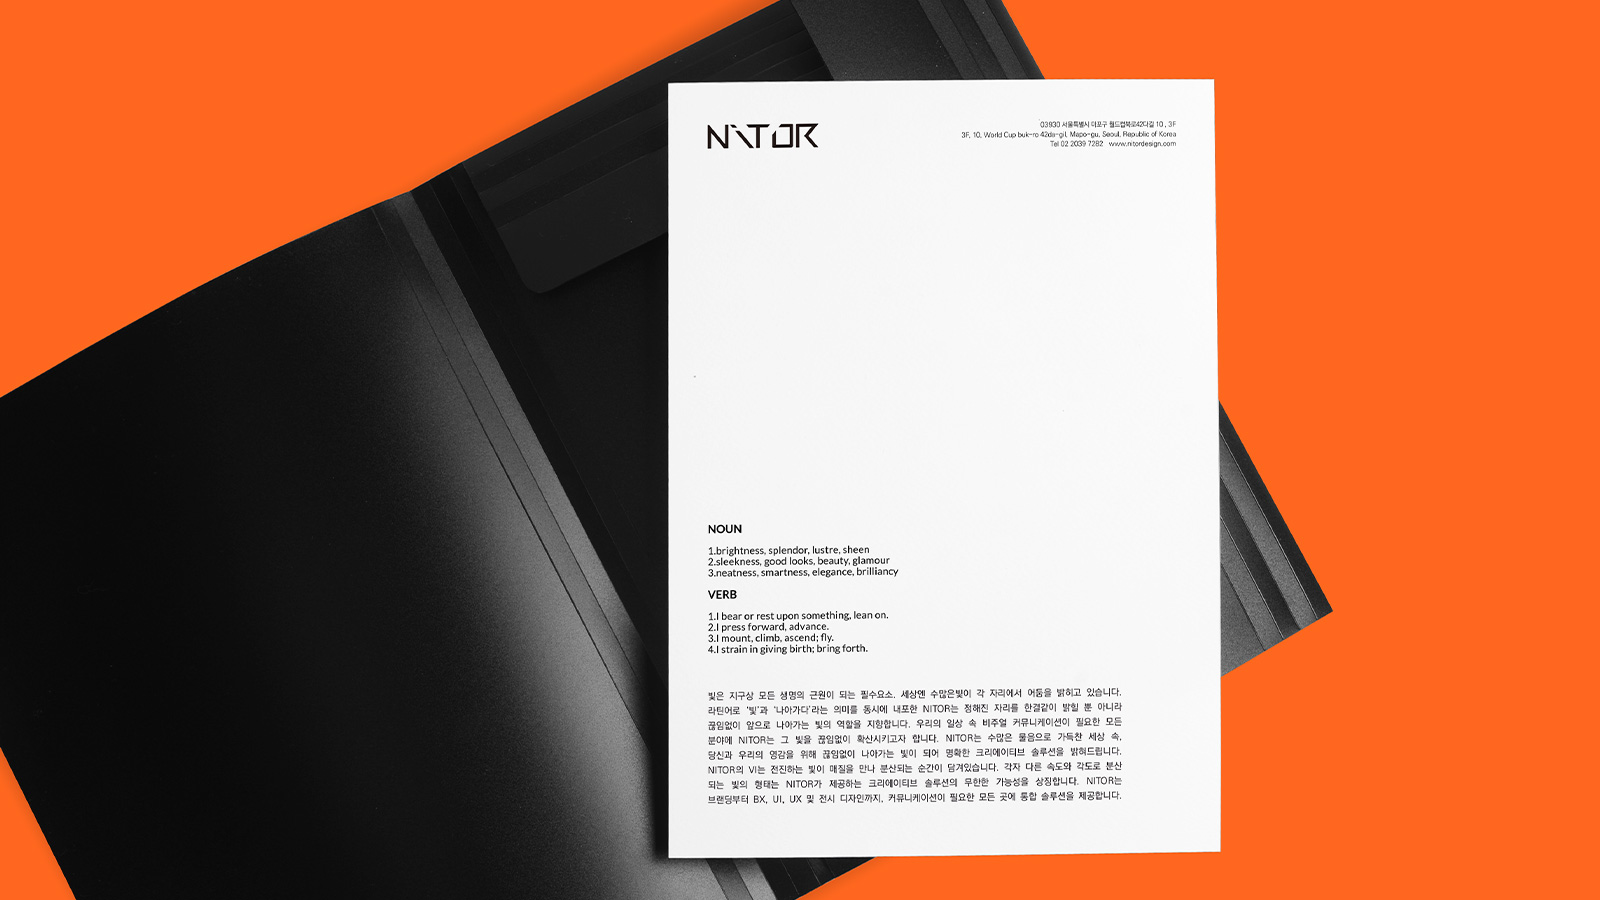 NITOR
03930 서울특별시 마포구 월드컵북로42다길 10 , 3F
3F, 10, World Cup buk-ro 42da-gil, Mapo-gu, Seoul, Republic of Korea
Tel 02 2039 7282 www.nitordesign.com
NOUN
1.brightness, splendor, lustre, sheen
2.sleekness, good looks, beauty, glamour
3.neatness, smartness, elegance, brilliancy
VERB
1.I bear or rest upon something, lean on.
2.I press forward, advance.
3.I mount, climb, ascend; fly.
4.I strain in giving birth; bring forth.
빛은 지구상 모든 생명의 근원이 되는 필수요소. 세상엔 수많은빛이 각 자리에서 어둠을 밝히고 있습니다.
라틴어로 '빛'과 '나아가다'라는 의미를 동시에 내포한 NITOR는 정해진 자리를 한결같이 밝힐 뿐 아니라
끊임없이 앞으로 나아가는 빛의 역할을 지향합니다. 우리의 일상 속 비주얼 커뮤니케이션이 필요한 모든
분야에 NITOR는 그 빛을 끊임없이 확산시키고자 합니다. NITOR는 수많은 물음으로 가득찬 세상 속,
당신과 우리의 영감을 위해 끊임없이 나아가는 빛이 되어 명확한 크리에이티브 솔루션을 밝혀드립니다.
NITOR의 VI는 전진하는 빛이 매질을 만나 분산되는 순간이 담겨있습니다. 각자 다른 속도와 각도로 분산
되는 빛의 형태는 NITOR가 제공하는 크리에이티브 솔루션의 무한한 가능성을 상징합니다. NITOR는
브랜딩부터 BX, UI, UX 및 전시 디자인까지, 커뮤니케이션이 필요한 모든 곳에 통합 솔루션을 제공합니다.